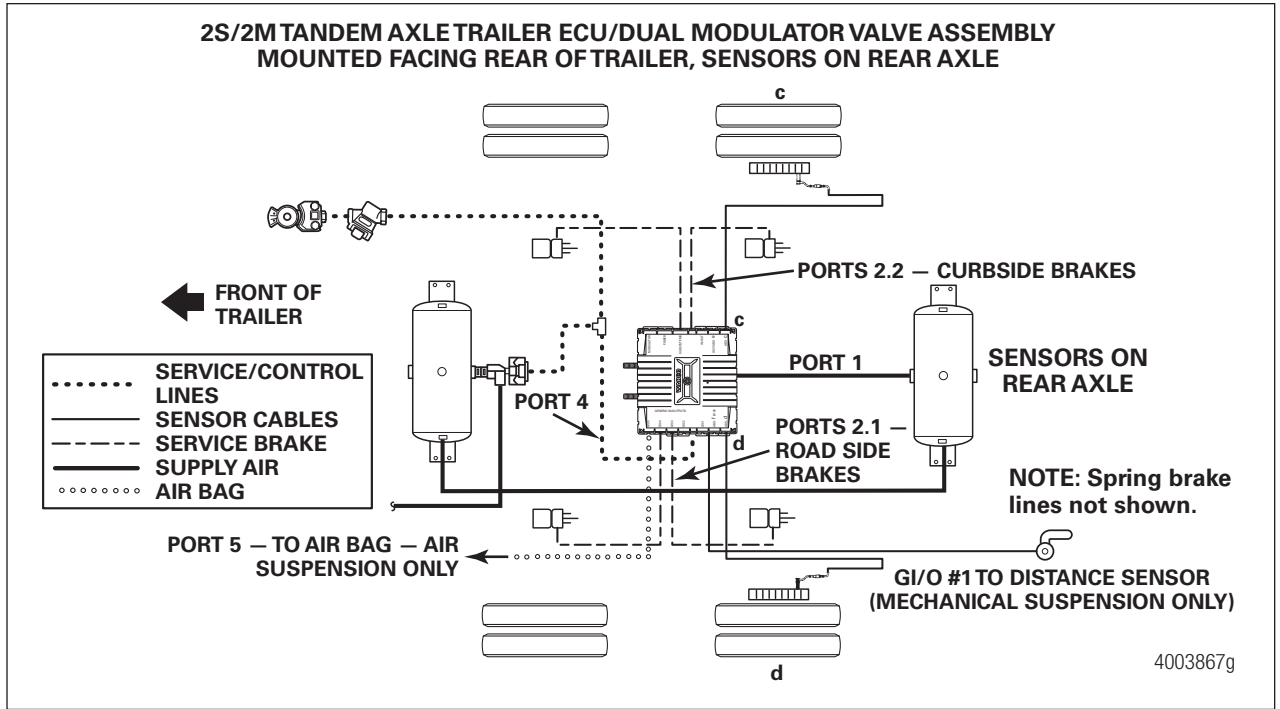 2S/2M TANDEM AXLE TRAILER ECU/DUAL MODULATOR VALVE ASSEMBLY
MOUNTED FACING REAR OF TRAILER, SENSORS ON REAR AXLE
c
PORTS 2.2 — CURBSIDE BRAKES
FRONT OF
TRAILER
c
SENSORS ON
REAR AXLE
PORT 1
SERVICE/CONTROL
LINES
SENSOR CABLES
SERVICE BRAKE
SUPPLY AIR
AIR BAG
PORT 4
d
PORTS 2.1 —
ROAD SIDE
BRAKES
NOTE: Spring brake
lines not shown.
PORT 5 — TO AIR BAG — AIR
SUSPENSION ONLY
GI/O #1 TO DISTANCE SENSOR
(MECHANICAL SUSPENSION ONLY)
d
4003867g